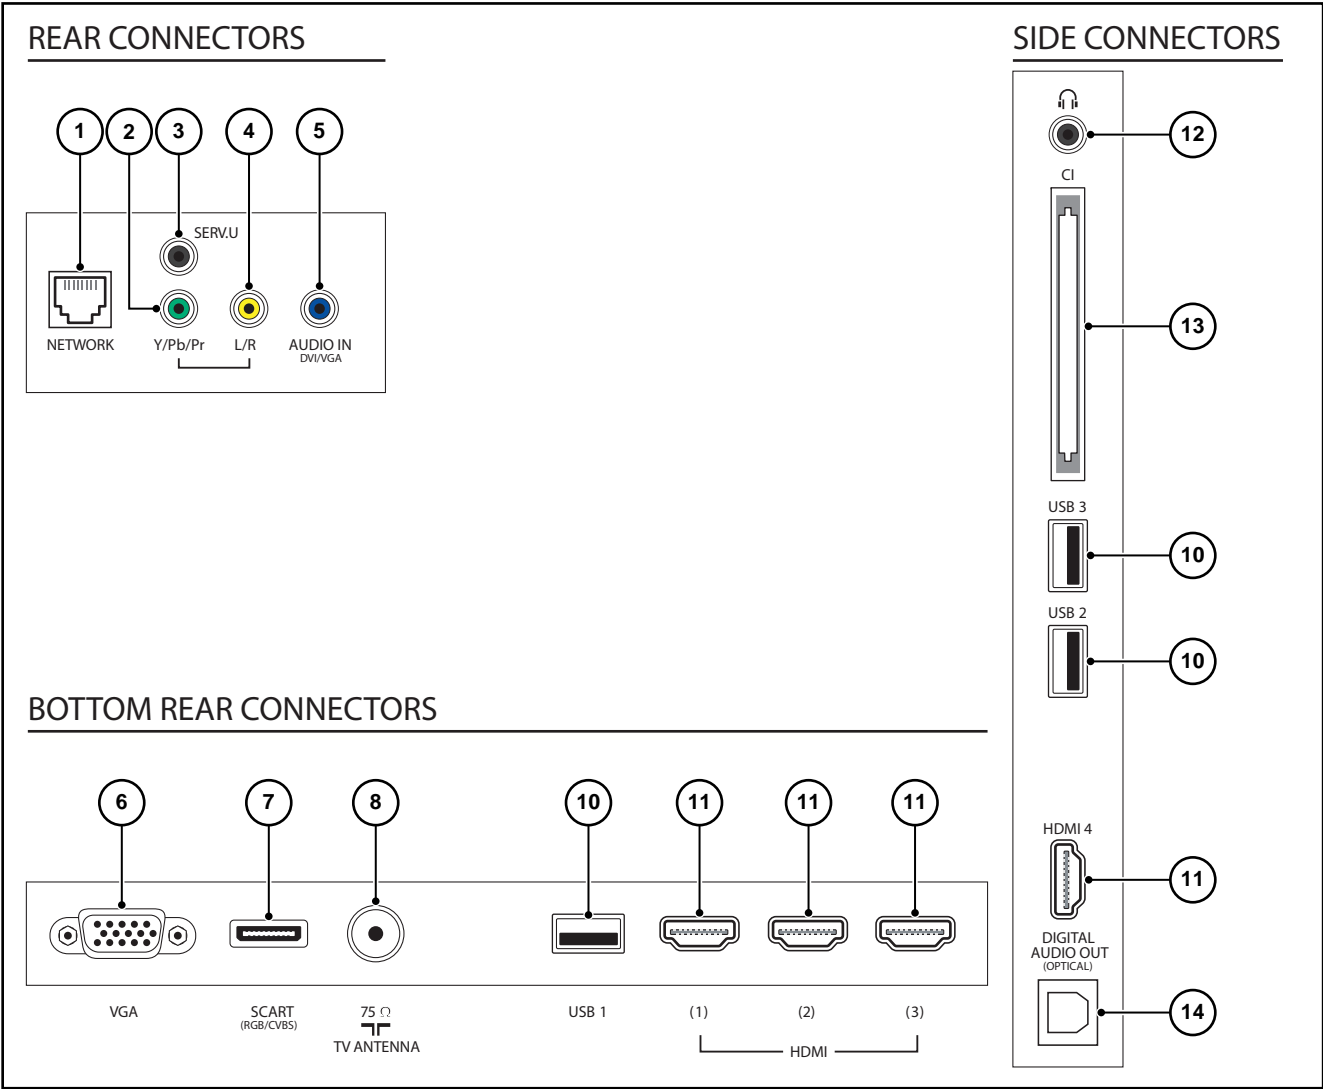 REAR CONNECTORS
1 2 3 4 5
SERV.U
NETWORK Y/Pb/Pr L/R AUDIO IN
DVI/VGA
SIDE CONNECTORS
12
CI
13
USB 3
10
USB 2
10
HDMI 4
11
DIGITAL
AUDIO OUT
(OPTICAL)
14
BOTTOM REAR CONNECTORS
6 7 8 10 11 11 11
VGA SCART 75 Ω USB 1 (1) (2) (3)
(RGB/CVBS)
TV ANTENNA HDMI